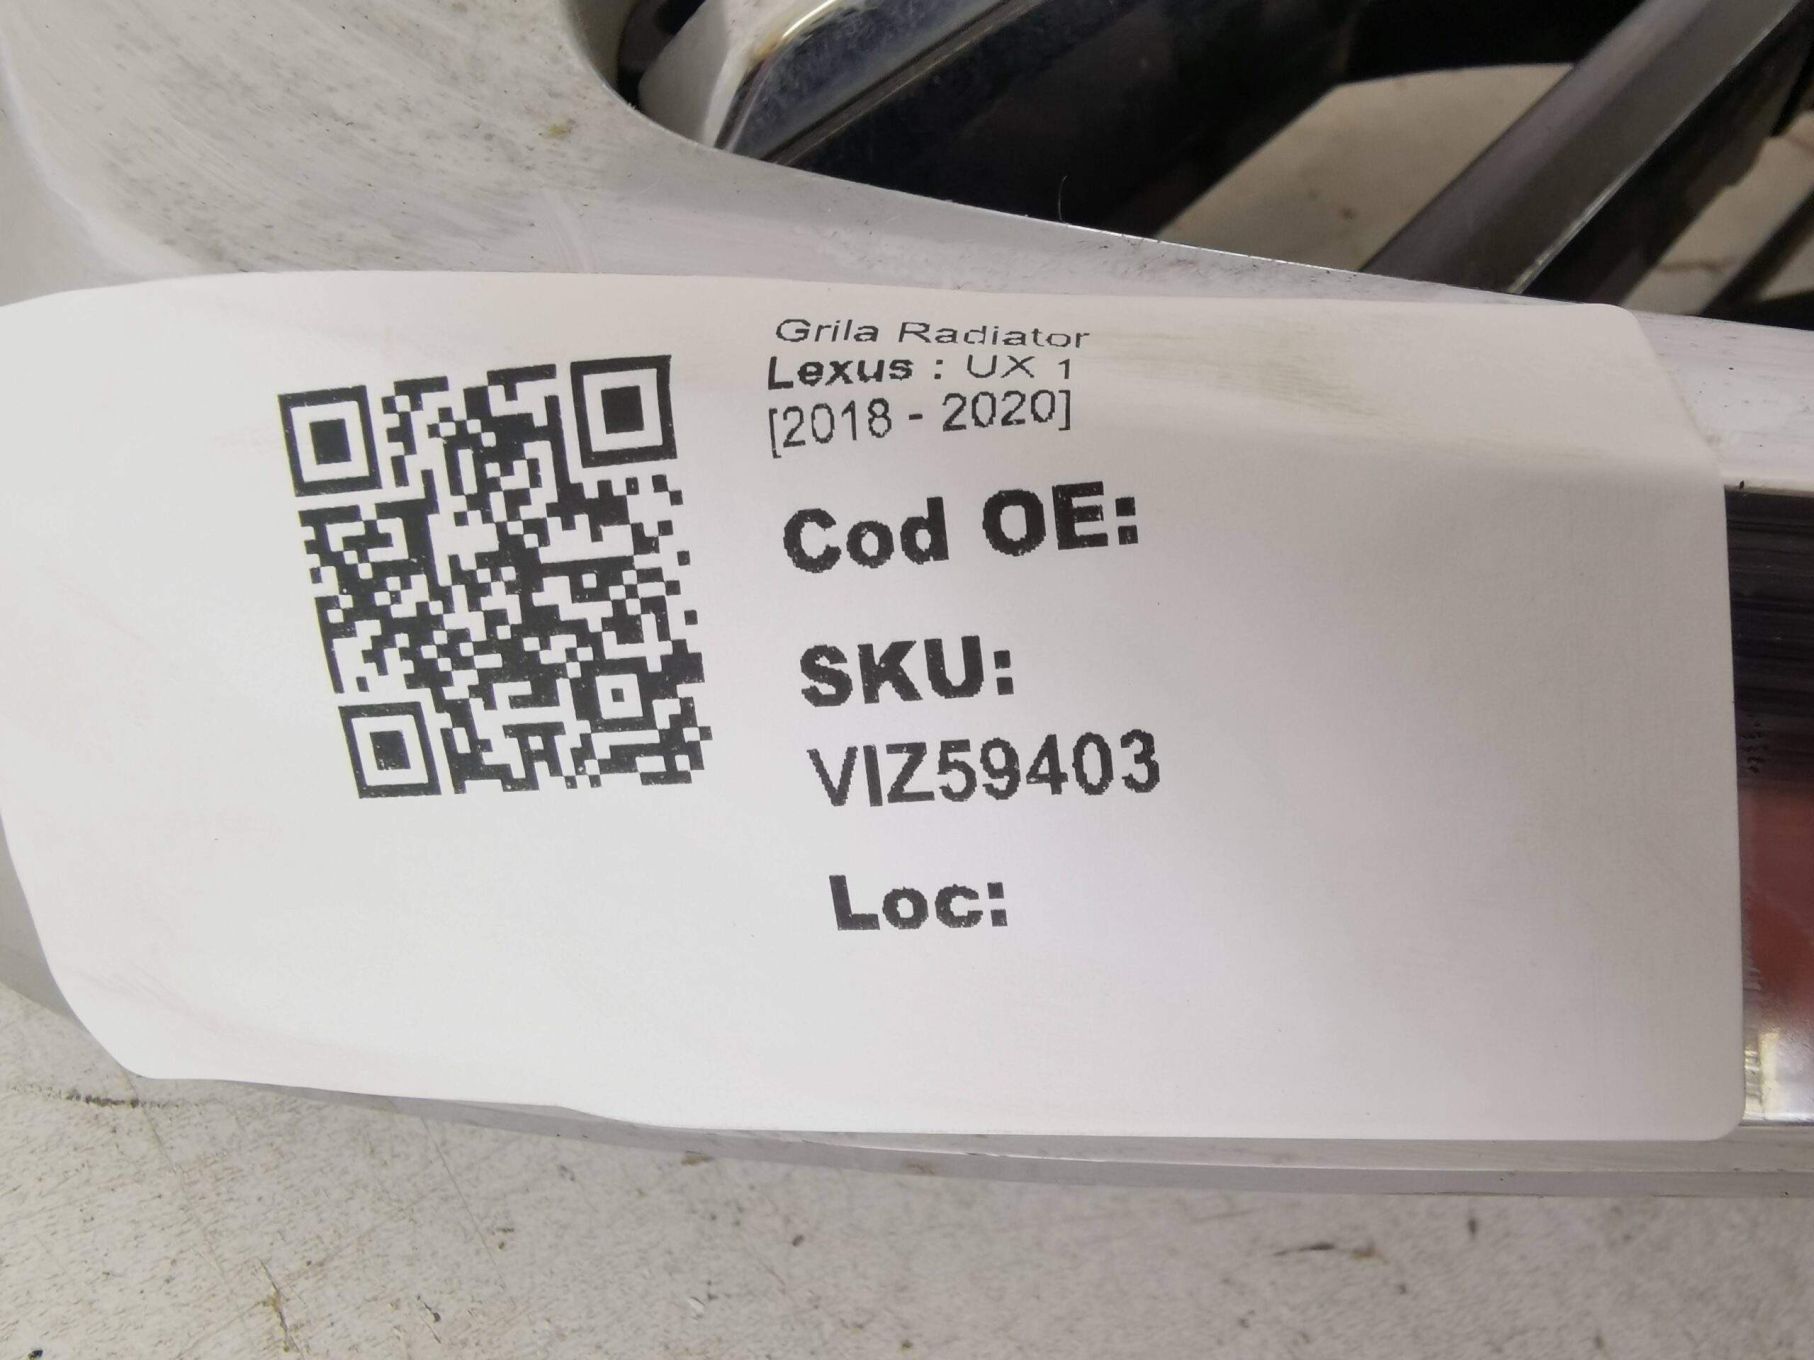 Grila Radiator
Lexus : UX 1
[2018 - 2020]
Cod OE:
SKU:
VIZ59403
Loc: